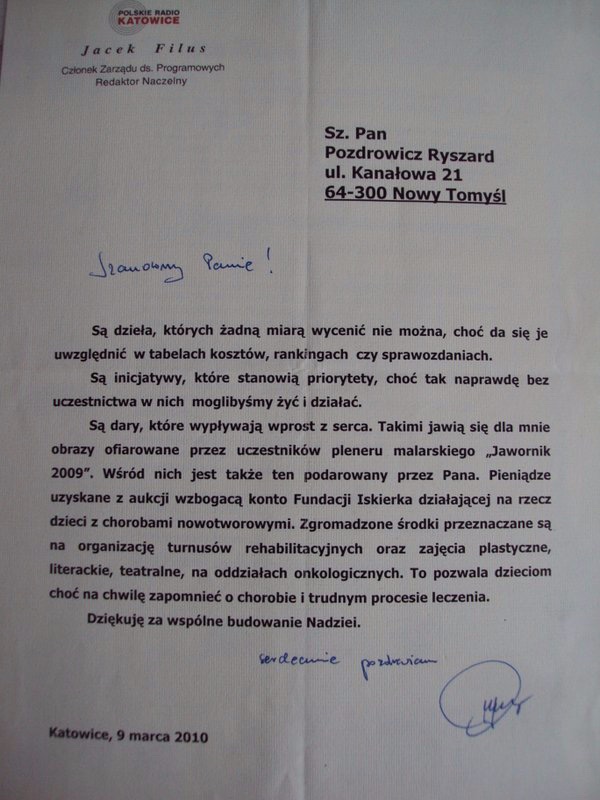 POLSKIE RADIO
KATOWICE
Jacek Filus
Członek Zarządu ds. Programowych
Redaktor Naczelny
Sz. Pan
Pozdrowicz Ryszard
ul. Kanałowa 21
64-300 Nowy Tomyśl
Szanowny Panie!
Są dzieła, których żadną miarą wycenić nie można, choć da się je
uwzględnić w tabelach kosztów, rankingach czy sprawozdaniach.
Są inicjatywy, które stanowią priorytety, choć tak naprawdę bez
uczestnictwa w nich moglibyśmy żyć i działać.
Są dary, które wypływają wprost z serca. Takimi jawią się dla mnie
obrazy ofiarowane przez uczestników pleneru malarskiego „Jawornik
2009”. Wśród nich jest także ten podarowany przez Pana. Pieniądze
uzyskane z aukcji wzbogacą konto Fundacji Iskierka działającej na rzecz
dzieci z chorobami nowotworowymi. Zgromadzone środki przeznaczane są
na organizację turnusów rehabilitacyjnych oraz zajęcia plastyczne,
literackie, teatralne, na oddziałach onkologicznych. To pozwala dzieciom
choć na chwilę zapomnieć o chorobie i trudnym procesie leczenia.
Dziękuję za wspólne budowanie Nadziei.
serdecznie pozdrawiam
Katowice, 9 marca 2010